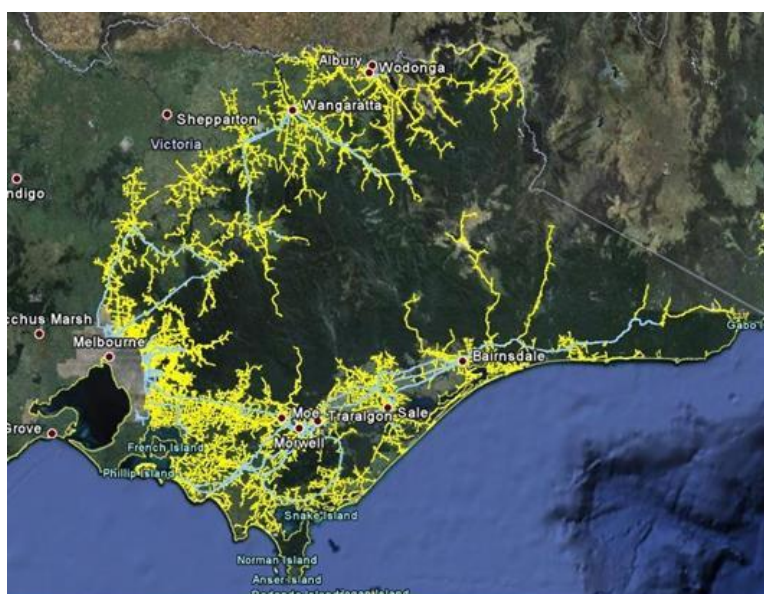 Albury
Wodonga
Wangaratta
Shepparton
Victoria
ndigo
cchus Marsh
Melbourne
Gabo I
Bairnsdale
Moe
Traralgon
Sale
Morwell
Grove
French Island
Phillip Island
Snake Island
Norman Island
Anser Island